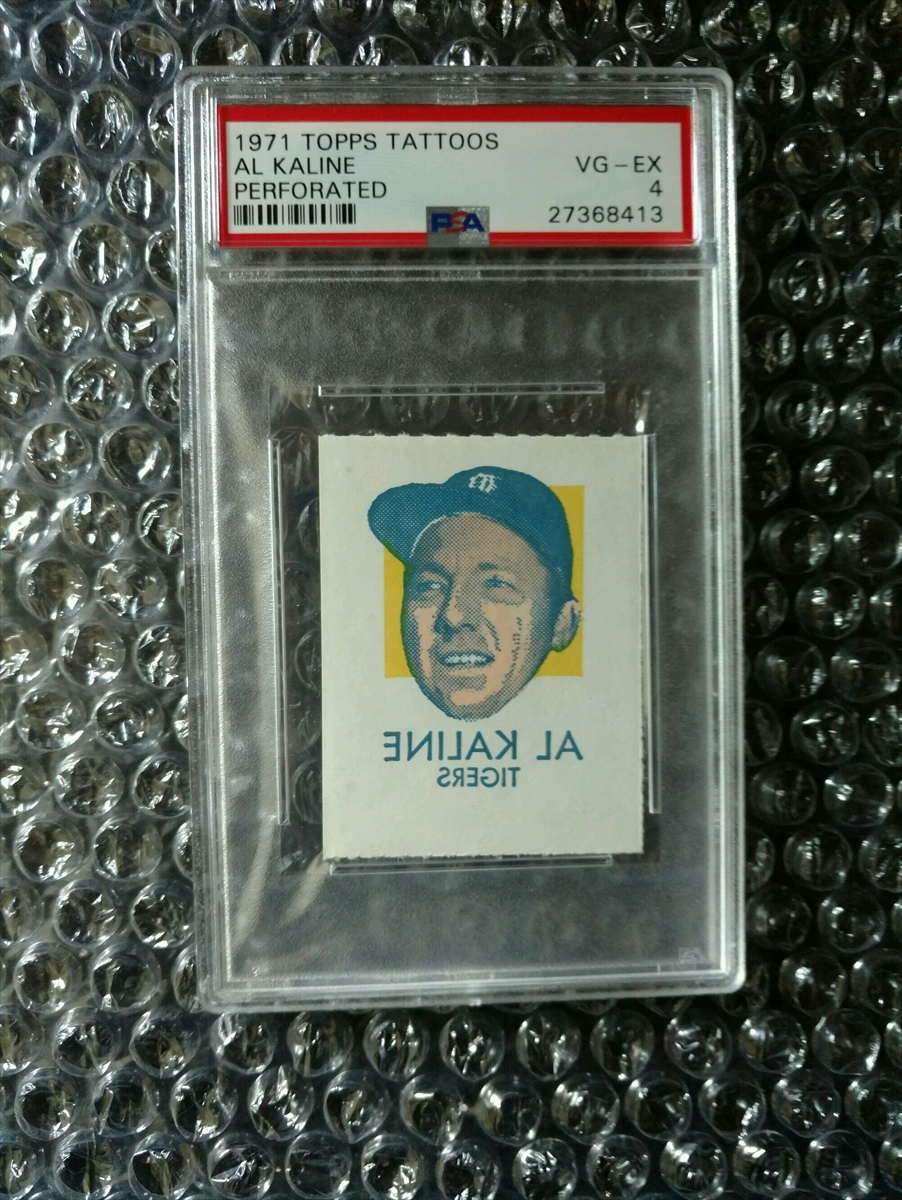 1971 TOPPS TATTOOS
AL KALINE VG-EX
PERFORATED 4
PSA 27368413
AL KALINE
TIGERS